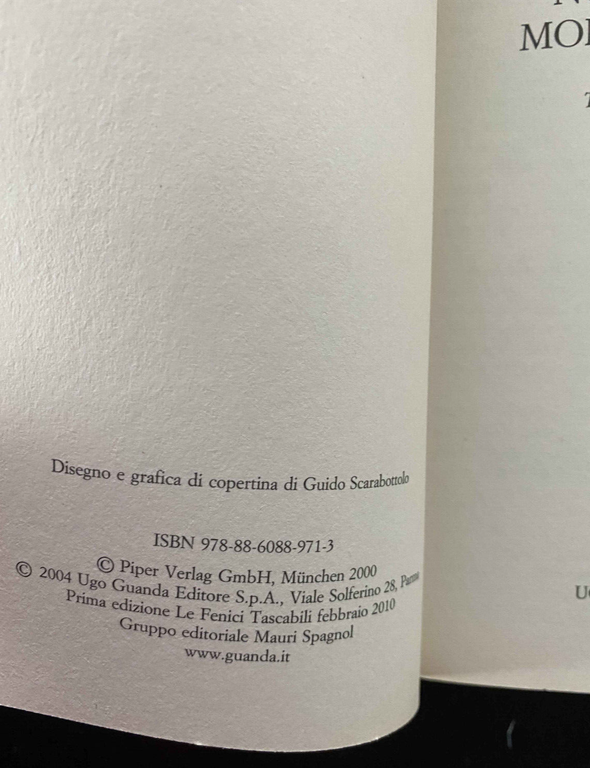 Disegno e grafica di copertina di Guido Scarabottolo
ISBN 978-88-6088-971-3
© Piper Verlag GmbH, München 2000
© 2004 Ugo Guanda Editore S.p.A., Viale Solferino 28, Parma
Prima edizione Le Fenici Tascabili febbraio 2010
Gruppo editoriale Mauri Spagnol
www.guanda.it